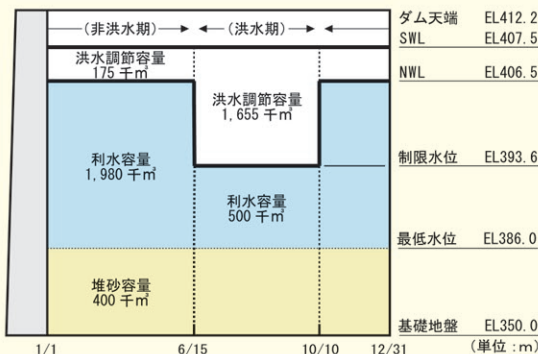 (非洪水期)
(洪水期)
洪水調節容量
175 千㎥
洪水調節容量
1,655 千㎥
利水容量
1,980 千㎥
利水容量
500 千㎥
堆砂容量
400 千㎥
ダム天端 EL412.2
SWL EL407.5
NWL EL406.5
制限水位 EL393.6
最低水位 EL386.0
基礎地盤 EL350.0
1/1 6/15 10/10 12/31 (単位:m)